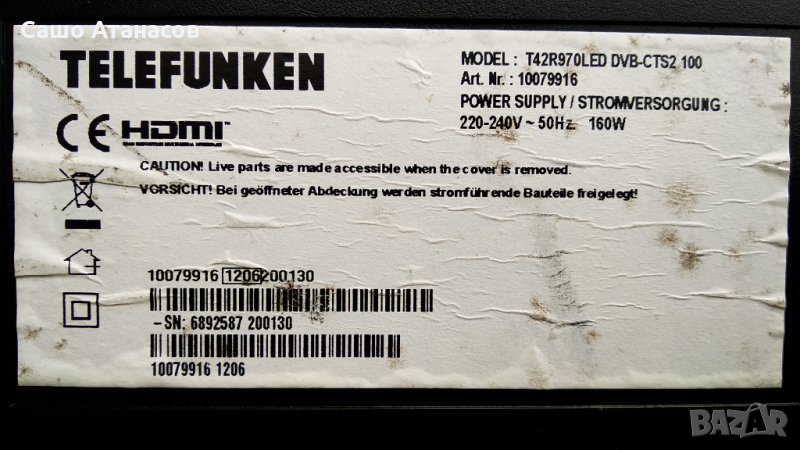 Сашо Атанасов
TELEFUNKEN
MODEL : T42R970LED DVB-CTS2 100
Art. Nr. : 10079916
POWER SUPPLY / STROMVERSORGUNG :
220-240V ~ 50Hz. 160W
CE HDMI
CAUTION! Live parts are made accessible when the cover is removed.
VORSICHT! Bei geöffneter Abdeckung werden stromführende Bauteile freigelegt!
10079916 1206 200130
-SN: 6892587 200130
10079916 1206
BAZAR